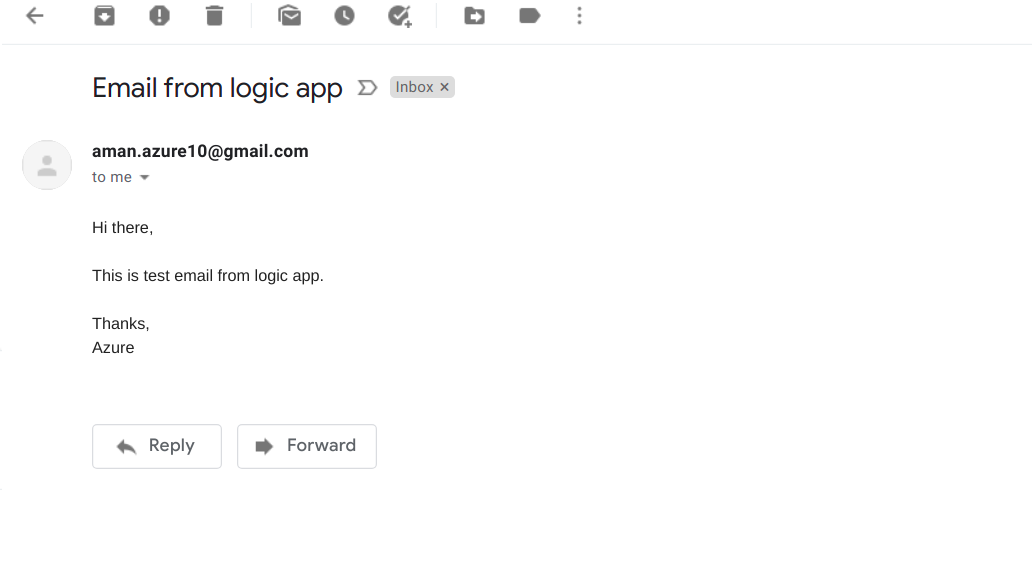 Email from logic app Inbox ×
aman.azure10@gmail.com
to me
Hi there,
This is test email from logic app.
Thanks,
Azure
Reply Forward